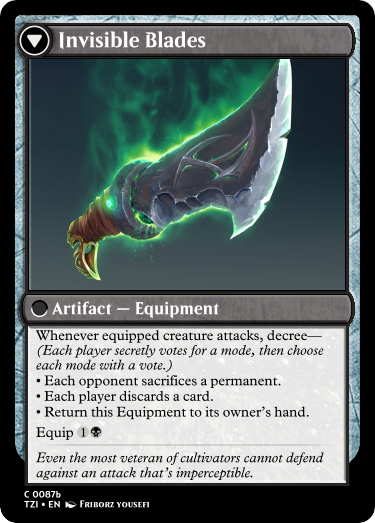 Invisible Blades
Artifact — Equipment
Whenever equipped creature attacks, decree—
(Each player secretly votes for a mode, then choose
each mode with a vote.)
• Each opponent sacrifices a permanent.
• Each player discards a card.
• Return this Equipment to its owner's hand.
Equip 1
Even the most veteran of cultivators cannot defend
against an attack that's imperceptible.
C 0087b
TZI • EN Friborz yousefi